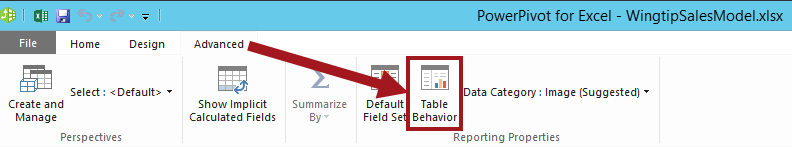 PowerPivot for Excel - WingtipSalesModel.xlsx
File Home Design Advanced
Create and Manage
Select : <Default>
Perspectives
Show Implicit Calculated Fields
Summarize By
Default Field Set
Table Behavior
Data Category : Image (Suggested)
Reporting Properties